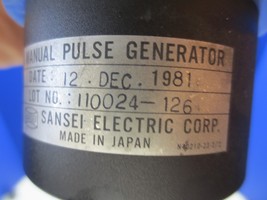 MANUAL PULSE GENERATOR
DATE: 12. DEC. 1981
LOT NO.: 110024-126
SANSEI ELECTRIC CORP.
MADE IN JAPAN